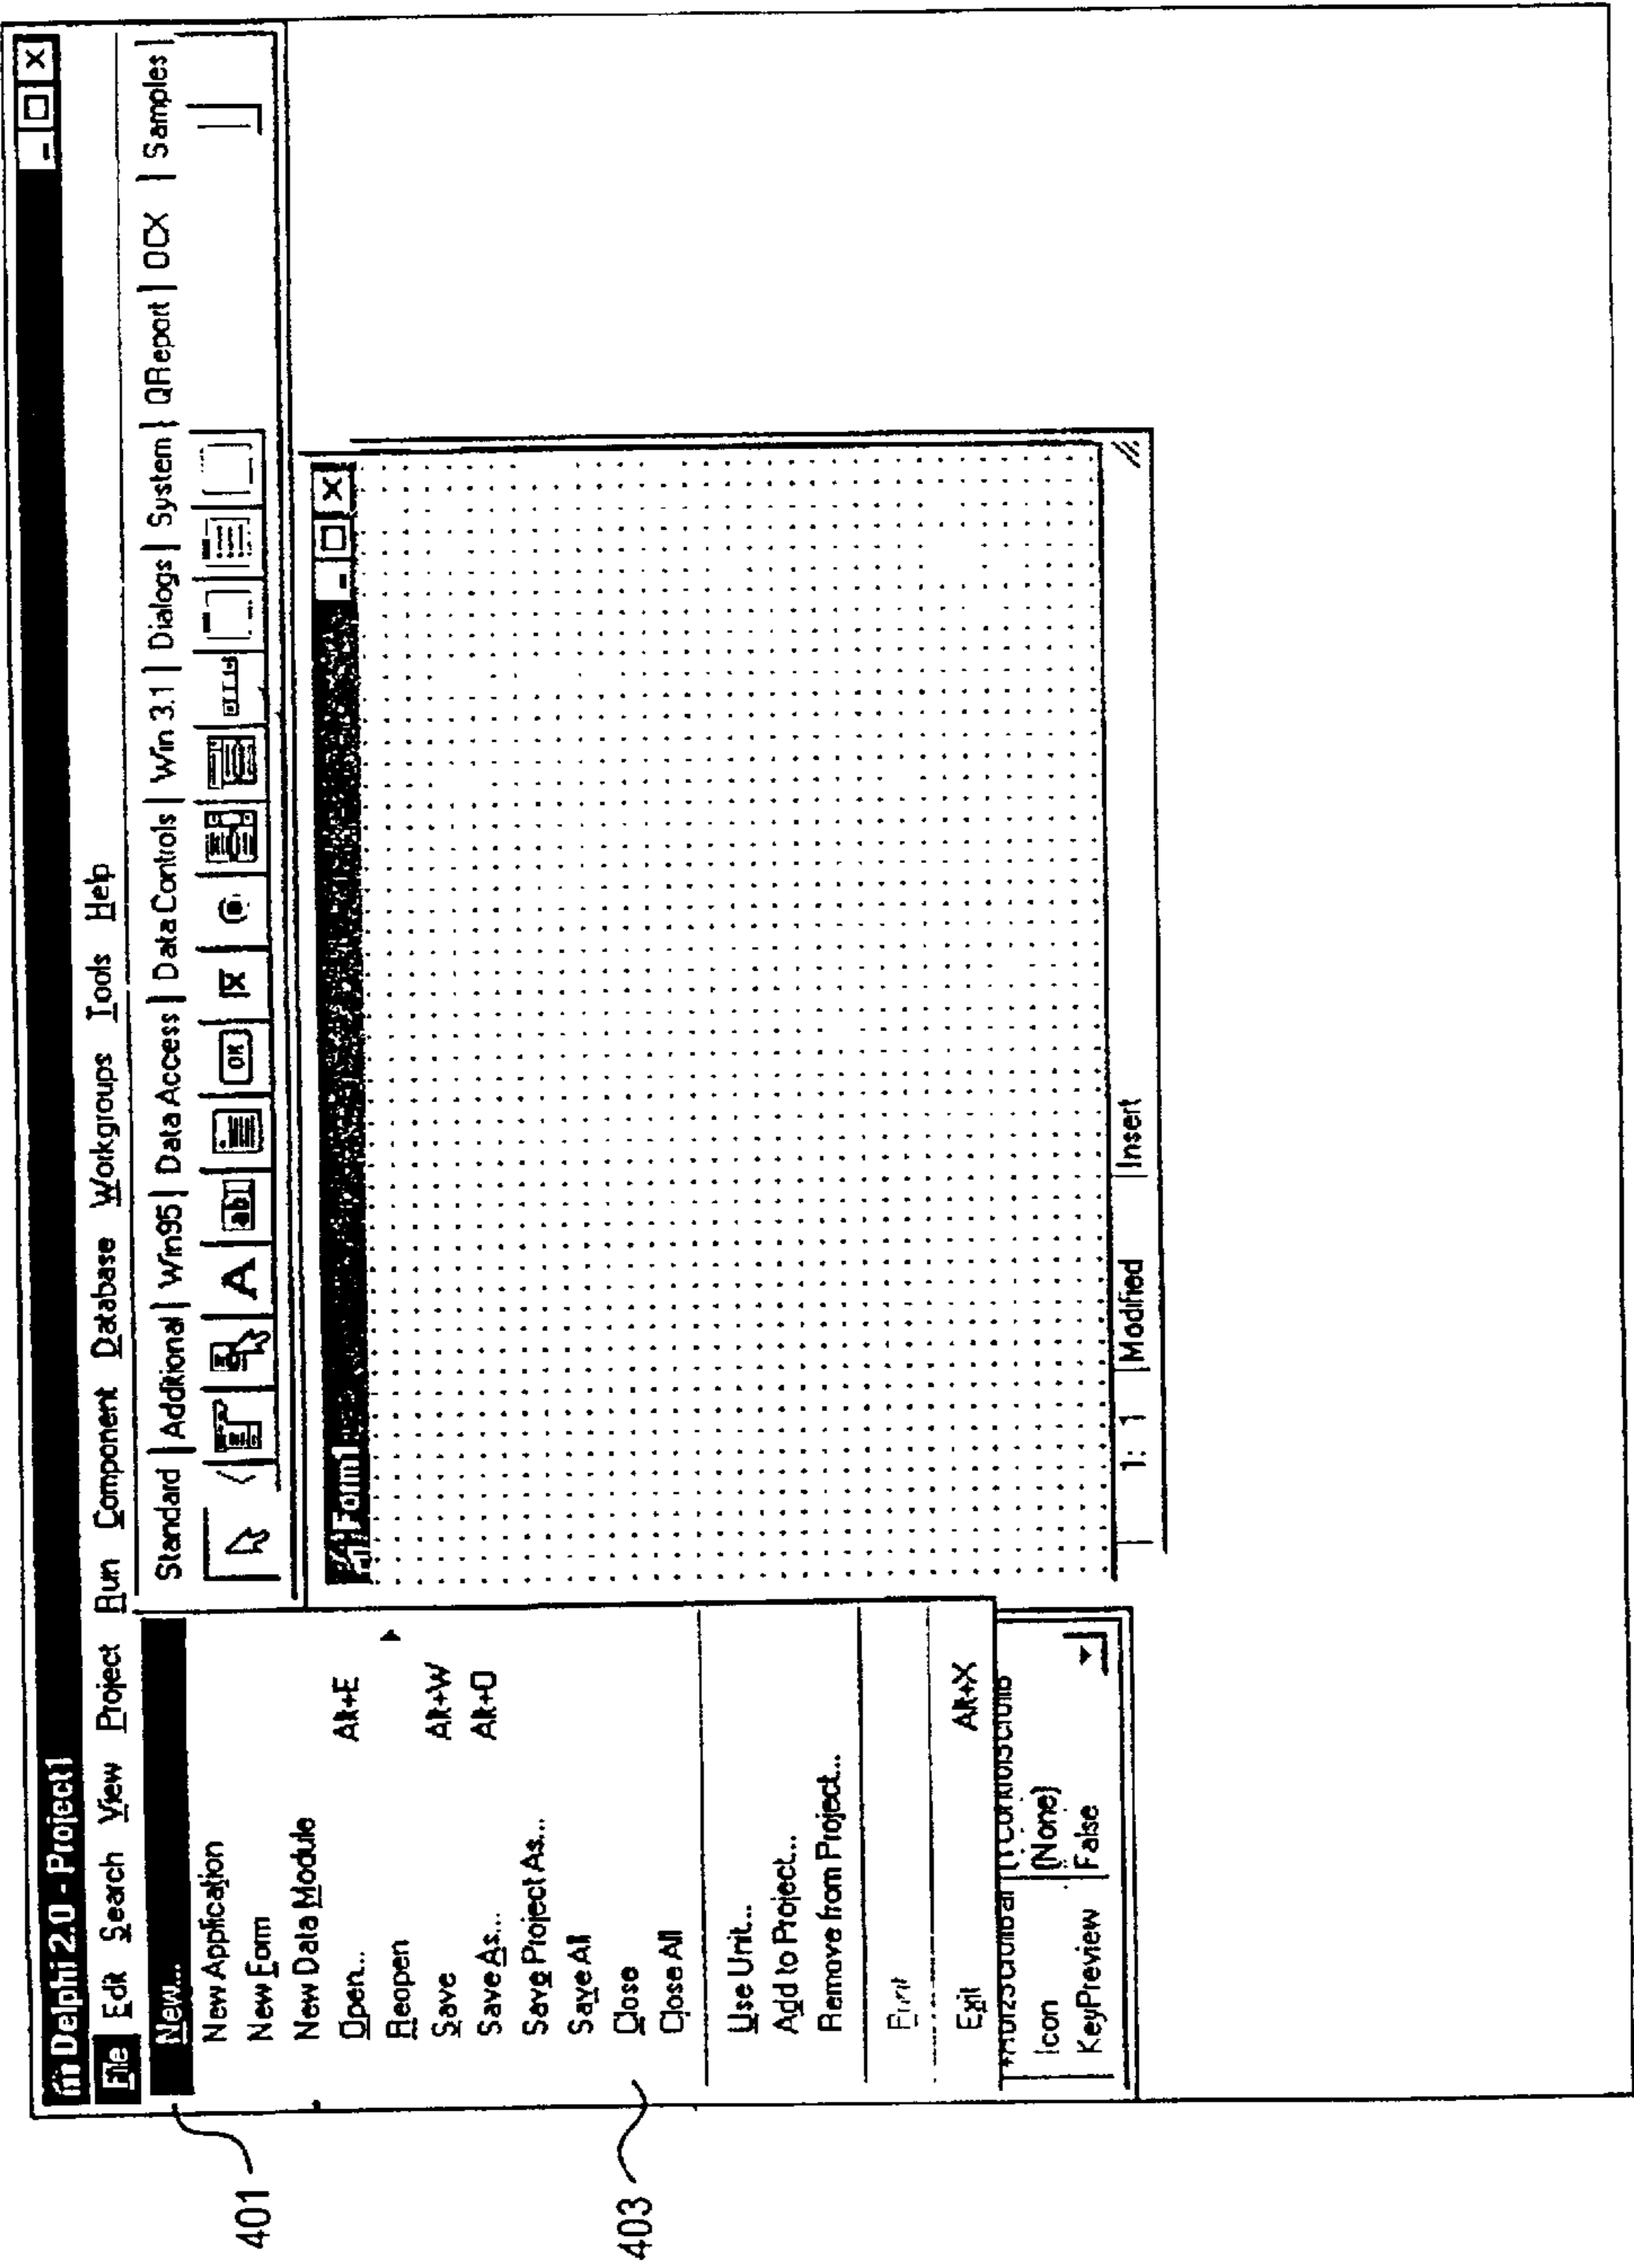 Delphi 2.0 - Project1
File Edit Search View Project Run Component Database Workgroups Tools Help
New...
New Application
New Form
New Data Module
Open... Alt+E
Reopen
Save Alt+W
Save As... Alt+O
Save Project As...
Save All
Close
Close All
Use Unit...
Add to Project...
Remove from Project...
Print
Exit Alt+X
Standard | Additional | Win95 | Data Access | Data Controls | Win 3.1 | Dialogs | System | QReport | OCX | Samples
A ab OK
Form1
Icon (None)
KeyPreview False
1: 1 Modified Insert
401
403